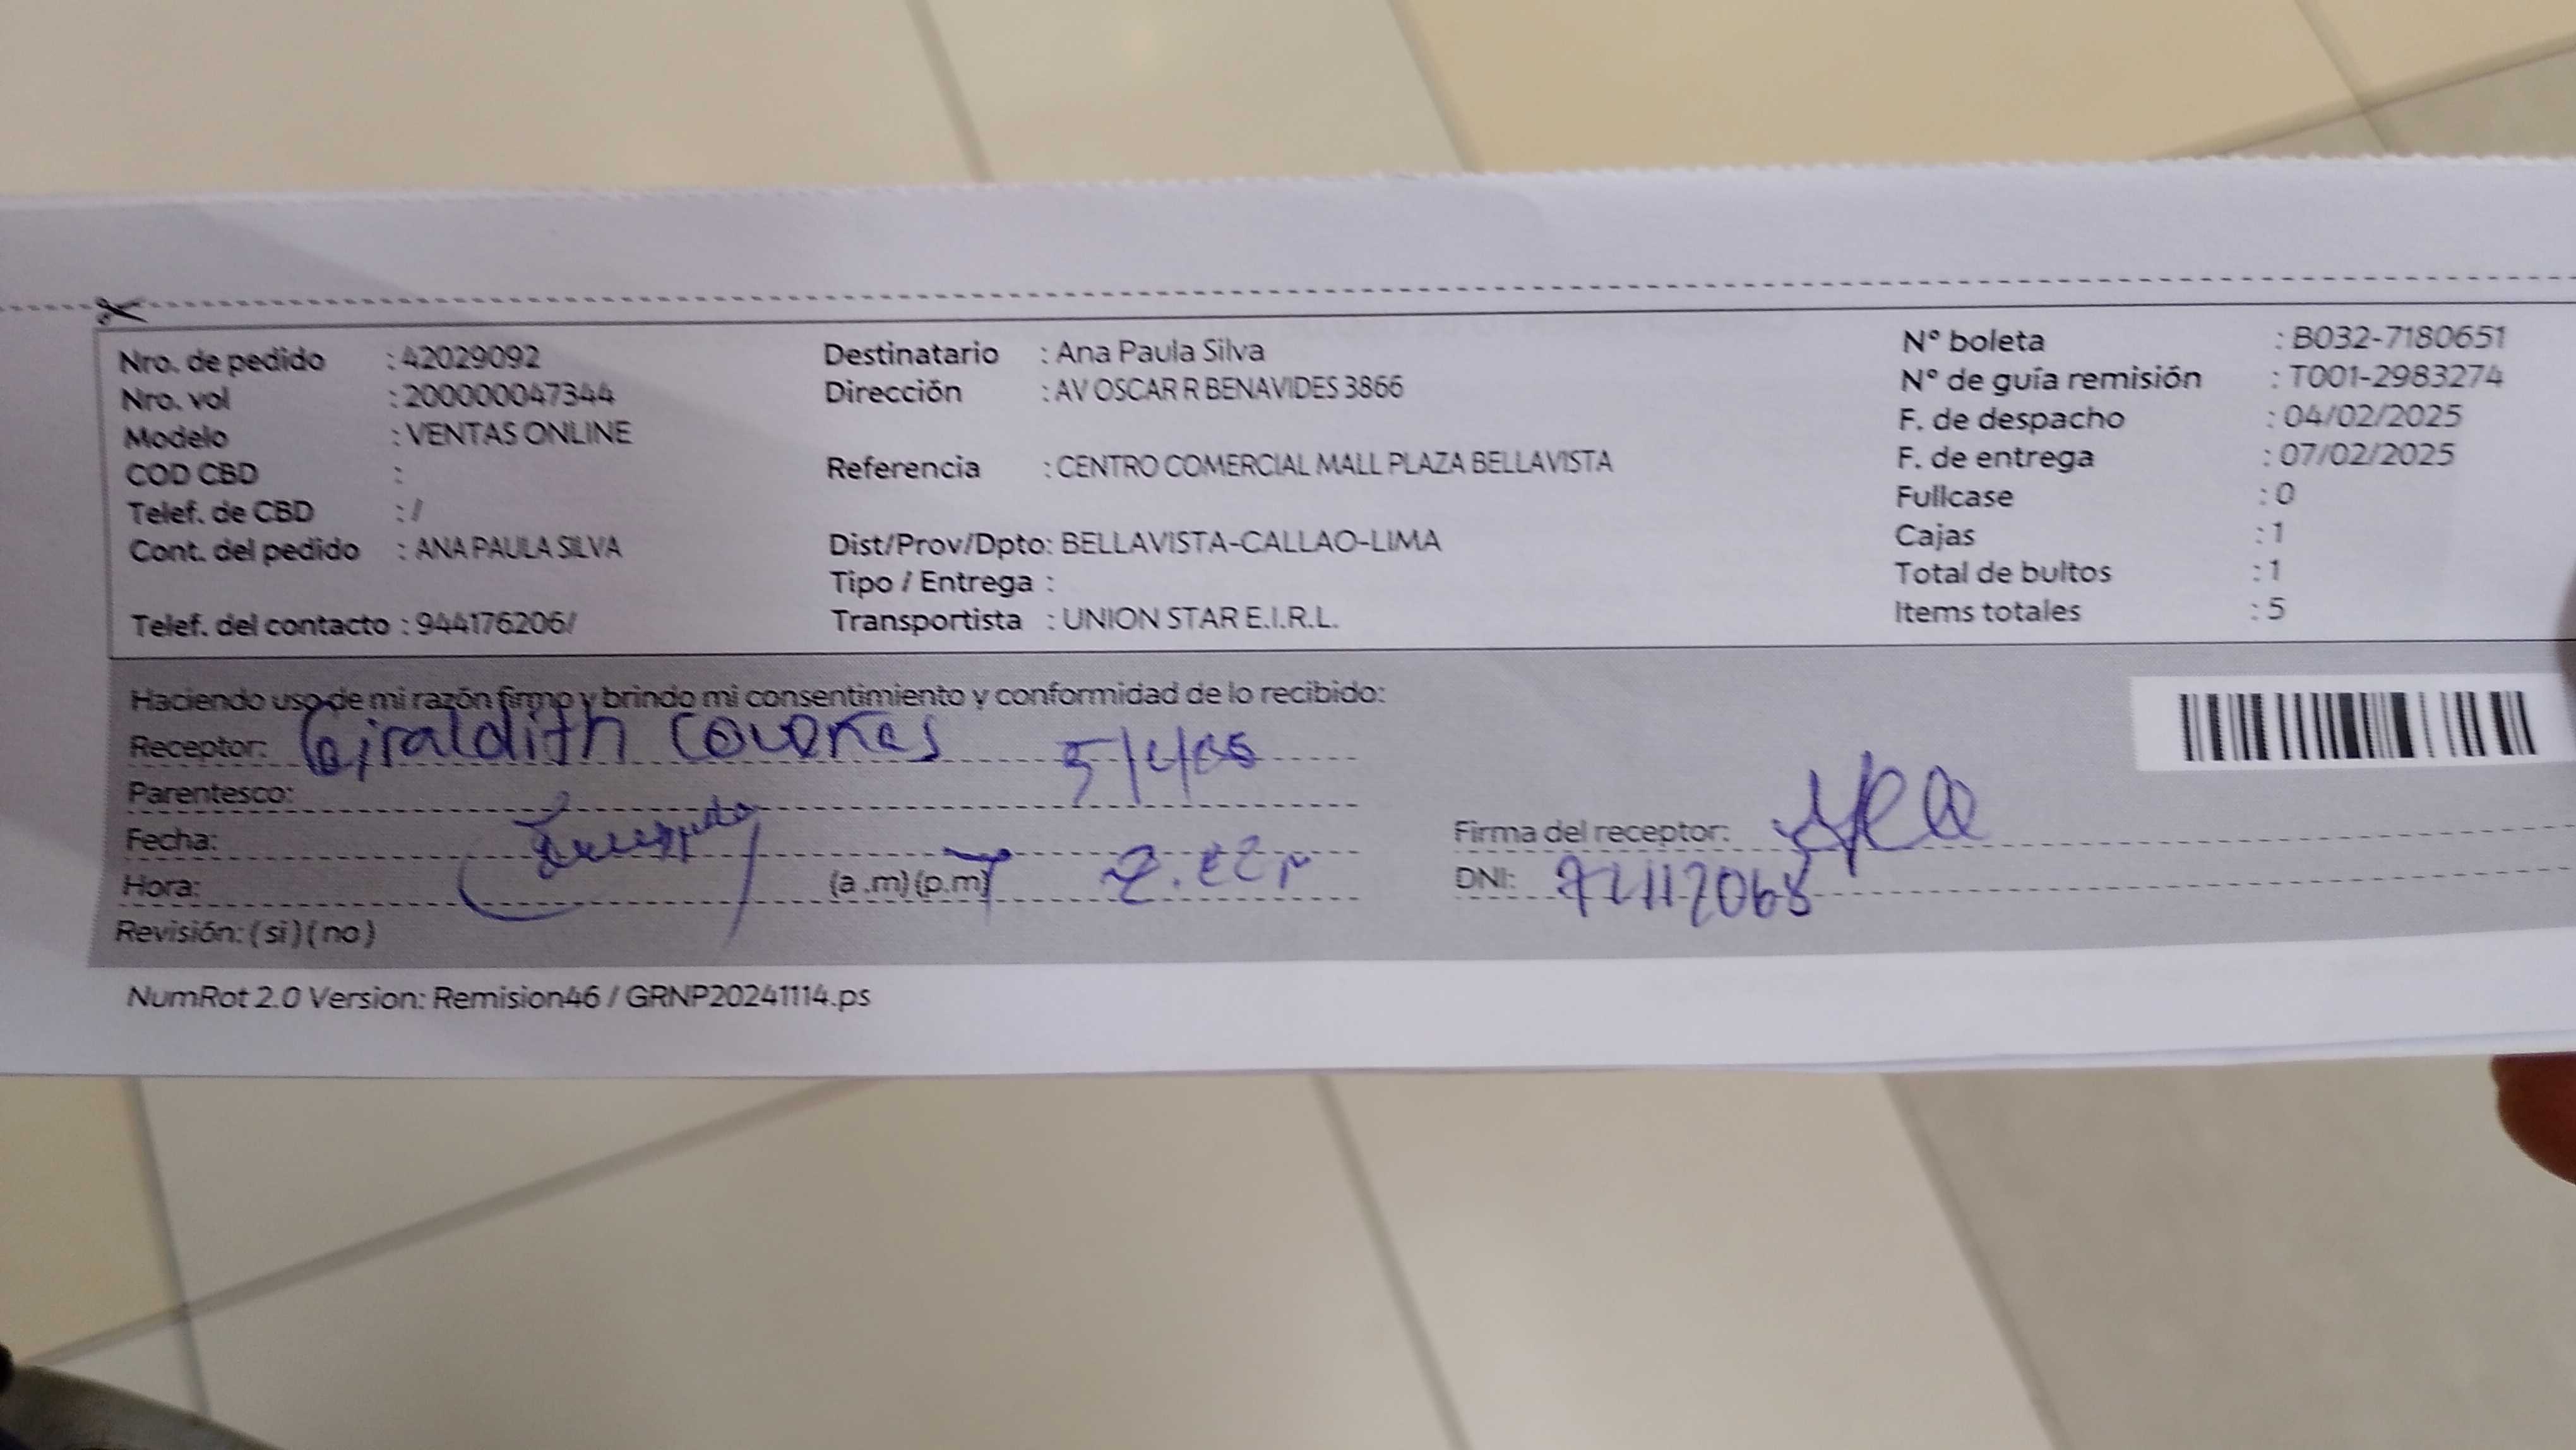 Nro. de pedido : 42029092
Nro. vol : 200000047344
Modelo : VENTAS ONLINE
COD CBD :
Telef. de CBD : /
Cont. del pedido : ANA PAULA SILVA
Telef. del contacto : 944176206/
Destinatario : Ana Paula Silva
Dirección : AV OSCAR R BENAVIDES 3866
Referencia : CENTRO COMERCIAL MALL PLAZA BELLAVISTA
Dist/Prov/Dpto: BELLAVISTA-CALLAO-LIMA
Tipo / Entrega :
Transportista : UNION STAR E.I.R.L.
N° boleta : B032-7180651
N° de guía remisión : T001-2983274
F. de despacho : 04/02/2025
F. de entrega : 07/02/2025
Fullcase : 0
Cajas : 1
Total de bultos : 1
Items totales : 5
Haciendo uso de mi razón firmo y brindo mi consentimiento y conformidad de lo recibido:
Receptor: Giraldith
Parentesco:
Fecha:
Hora: (a .m) (p.m)
Revisión: ( si ) ( no )
Firma del receptor:
DNI:
NumRot 2.0 Version: Remision46 / GRNP20241114.ps